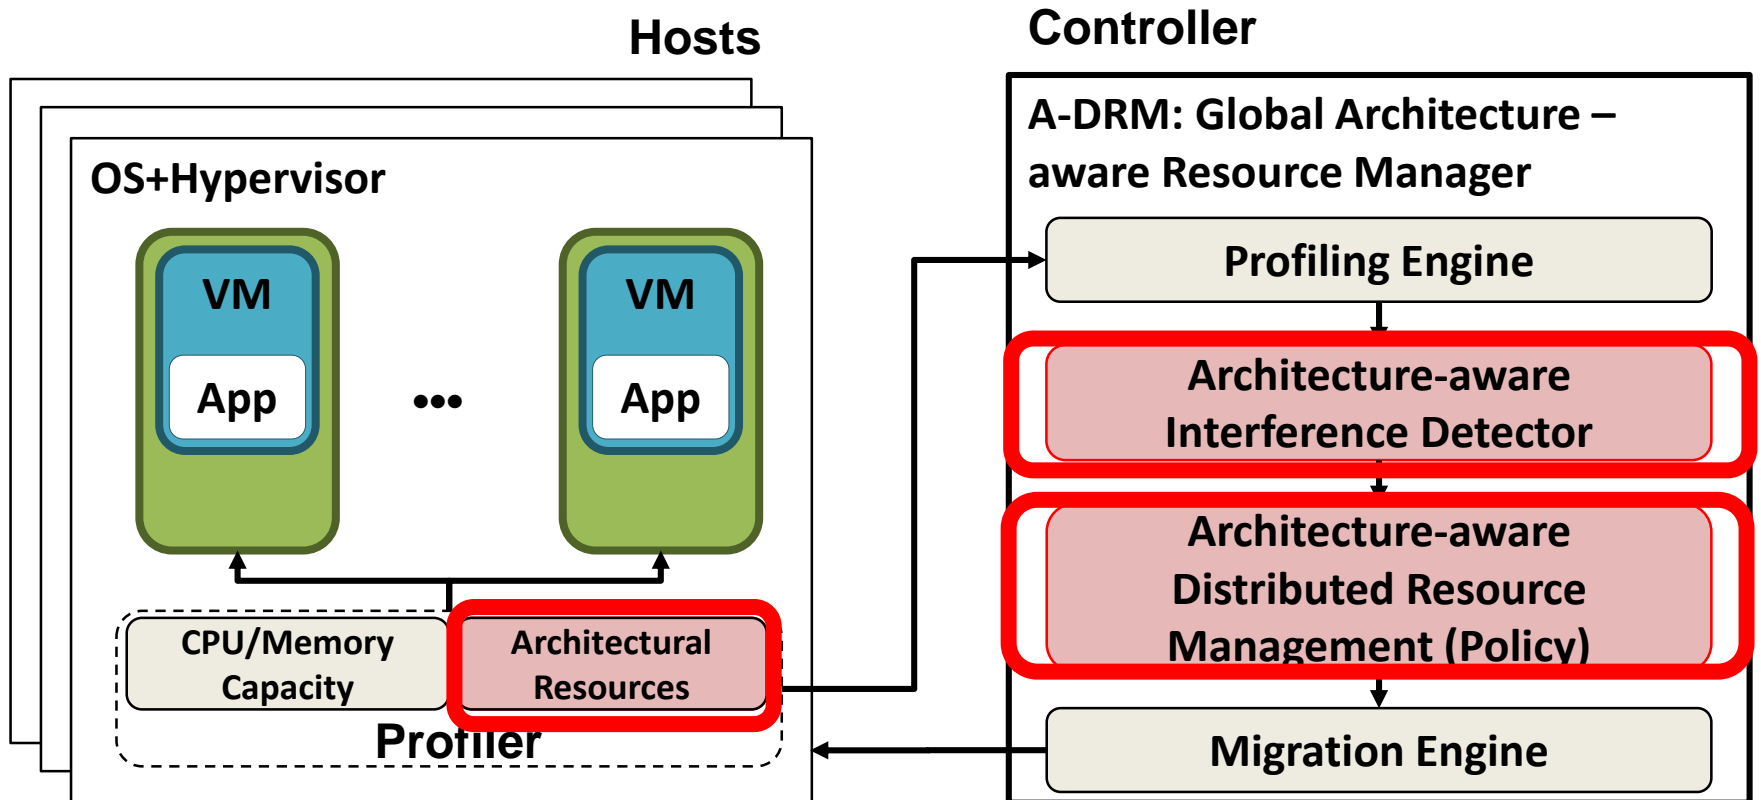 Hosts
OS+Hypervisor
VM
App
•••
VM
App
CPU/Memory
Capacity
Architectural
Resources
Profiler
Controller
A-DRM: Global Architecture –
aware Resource Manager
Profiling Engine
Architecture-aware
Interference Detector
Architecture-aware
Distributed Resource
Management (Policy)
Migration Engine